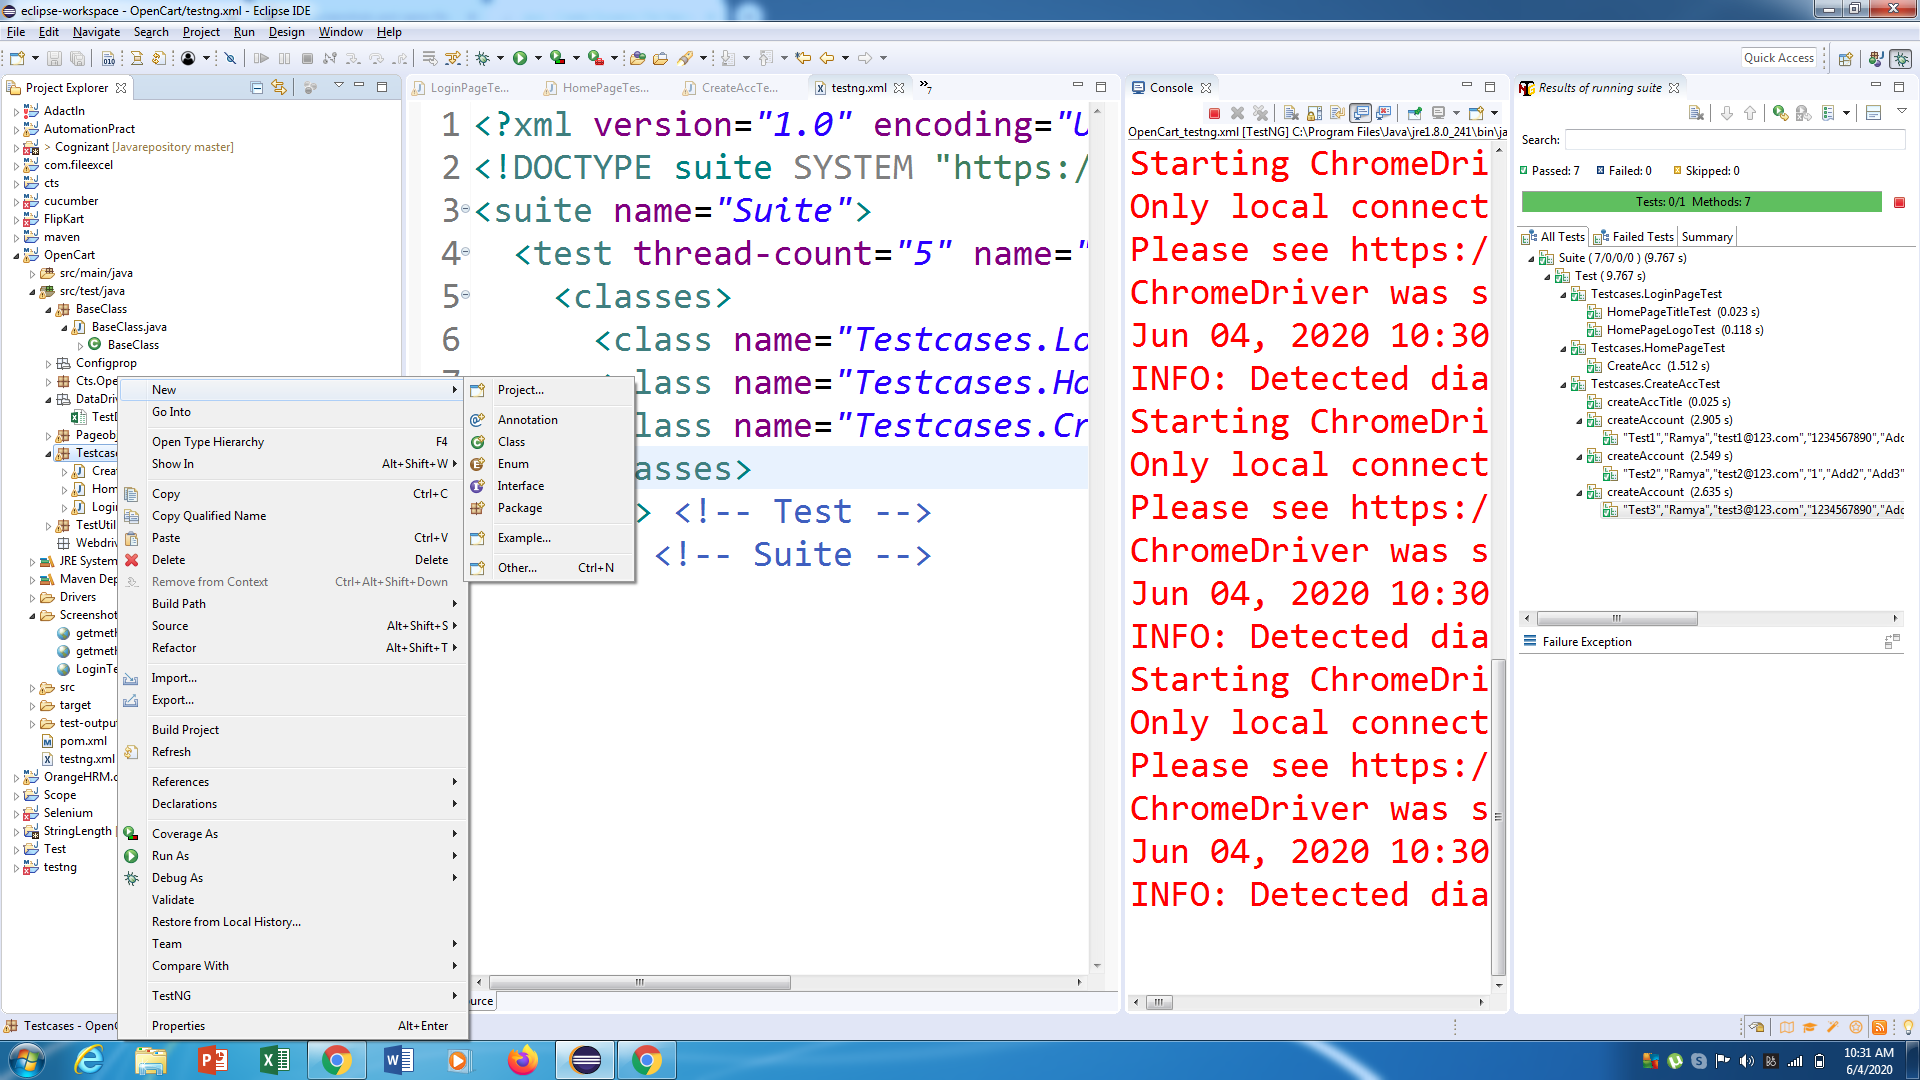 eclipse-workspace - OpenCart/testng.xml - Eclipse IDE
File Edit Navigate Search Project Run Design Window Help
Quick Access
Project Explorer
AdactIn
AutomationPract
> Cognizant [Javarepository master]
com.fileexcel
cts
cucumber
FlipKart
maven
OpenCart
src/main/java
src/test/java
BaseClass
BaseClass.java
BaseClass
Configprop
Cts.Ope
DataDriv
TestD
Pageobj
Testcase
Creat
Hom
Login
TestUtil
Webdriv
JRE System
Maven Dep
Drivers
Screenshot
getmeth
getmeth
LoginTe
src
target
test-output
pom.xml
testng.xml
OrangeHRM.c
Scope
Selenium
StringLength
Test
testng
New
Go Into
Open Type Hierarchy F4
Show In Alt+Shift+W
Copy Ctrl+C
Copy Qualified Name
Paste Ctrl+V
Delete Delete
Remove from Context Ctrl+Alt+Shift+Down
Build Path
Source Alt+Shift+S
Refactor Alt+Shift+T
Import...
Export...
Build Project
Refresh
References
Declarations
Coverage As
Run As
Debug As
Validate
Restore from Local History...
Team
Compare With
TestNG
Properties Alt+Enter
Project...
Annotation
Class
Enum
Interface
Package
Example...
Other... Ctrl+N
LoginPageTe... HomePageTes... CreateAccTe... testng.xml »7
1 <?xml version="1.0" encoding="U
2 <!DOCTYPE suite SYSTEM "https:/
3 <suite name="Suite">
4 <test thread-count="5" name="
5 <classes>
6 <class name="Testcases.Lo
7 lass name="Testcases.Ho
lass name="Testcases.Cr
asses>
> <!-- Test -->
<!-- Suite -->
ource
Console
OpenCart_testng.xml [TestNG] C:\Program Files\Java\jre1.8.0_241\bin\ja
Starting ChromeDri
Only local connect
Please see https:/
ChromeDriver was s
Jun 04, 2020 10:30
INFO: Detected dia
Starting ChromeDri
Only local connect
Please see https:/
ChromeDriver was s
Jun 04, 2020 10:30
INFO: Detected dia
Starting ChromeDri
Only local connect
Please see https:/
ChromeDriver was s
Jun 04, 2020 10:30
INFO: Detected dia
Results of running suite
Search:
Passed: 7 Failed: 0 Skipped: 0
Tests: 0/1 Methods: 7
All Tests Failed Tests Summary
Suite ( 7/0/0/0 ) (9.767 s)
Test ( 9.767 s)
Testcases.LoginPageTest
HomePageTitleTest (0.023 s)
HomePageLogoTest (0.118 s)
Testcases.HomePageTest
CreateAcc (1.512 s)
Testcases.CreateAccTest
createAccTitle (0.025 s)
createAccount (2.905 s)
"Test1","Ramya","test1@123.com","1234567890","Add
createAccount (2.549 s)
"Test2","Ramya","test2@123.com","1","Add2","Add3"
createAccount (2.635 s)
"Test3","Ramya","test3@123.com","1234567890","Add
Failure Exception
Testcases - OpenC
10:31 AM
6/4/2020